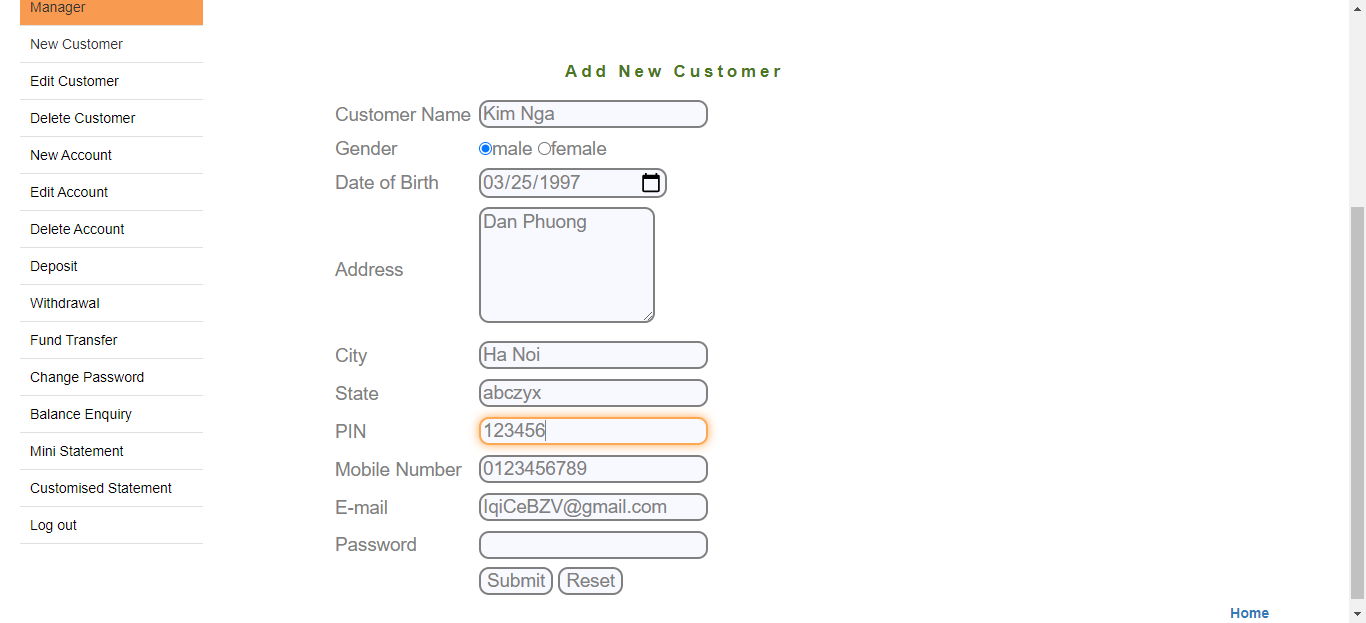 Manager
New Customer
Edit Customer
Delete Customer
New Account
Edit Account
Delete Account
Deposit
Withdrawal
Fund Transfer
Change Password
Balance Enquiry
Mini Statement
Customised Statement
Log out
Add New Customer
Customer Name Kim Nga
Gender male female
Date of Birth 03/25/1997
Address Dan Phuong
City Ha Noi
State abczyx
PIN 123456
Mobile Number 0123456789
E-mail IqiCeBZV@gmail.com
Password
Submit Reset
Home